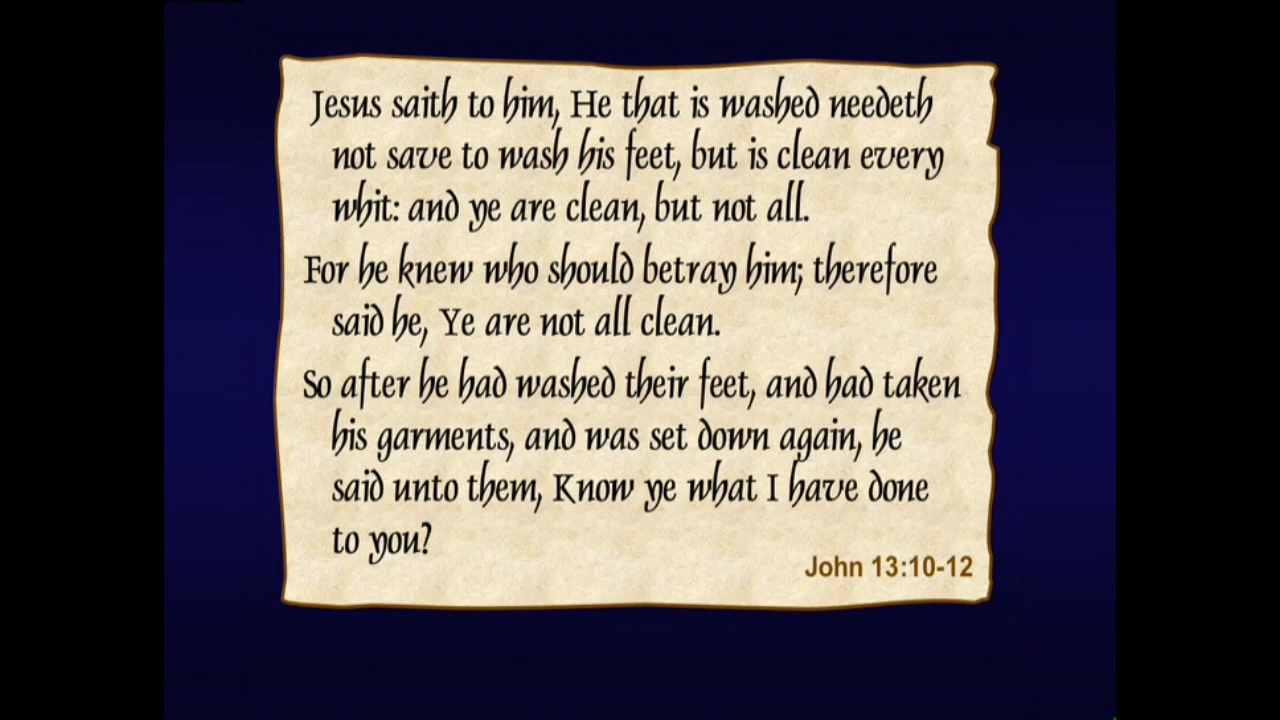 Jesus saith to him, He that is washed needeth
not save to wash his feet, but is clean every
whit: and ye are clean, but not all.
For he knew who should betray him; therefore
said he, Ye are not all clean.
So after he had washed their feet, and had taken
his garments, and was set down again, he
said unto them, Know ye what I have done
to you?
John 13:10-12